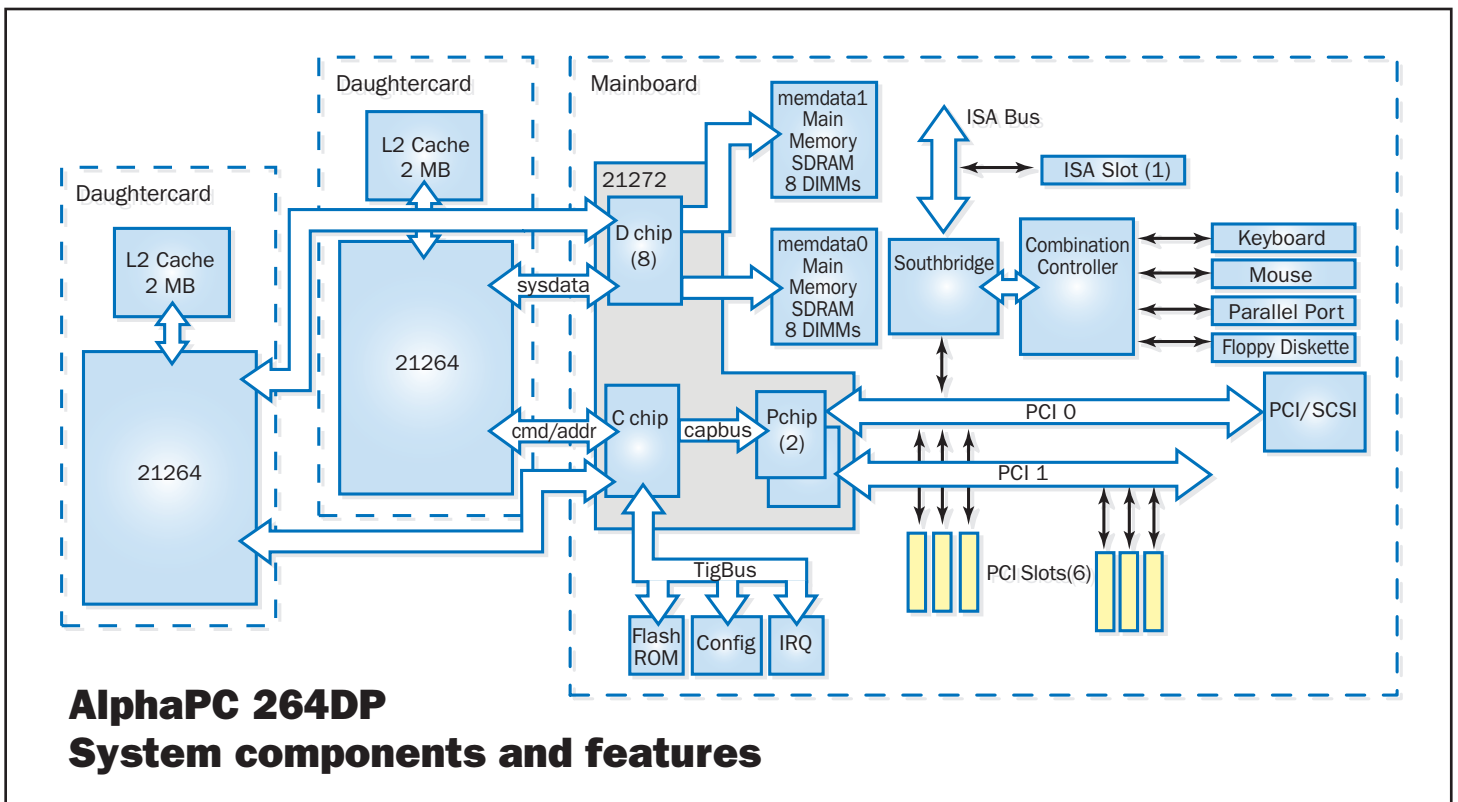 Daughtercard
L2 Cache
2 MB
21264
Daughtercard
L2 Cache
2 MB
21264
sysdata
cmd/addr
Mainboard
21272
D chip
(8)
C chip
capbus
Pchip
(2)
memdata1
Main
Memory
SDRAM
8 DIMMs
memdata0
Main
Memory
SDRAM
8 DIMMs
ISA Bus
ISA Slot (1)
Southbridge
Combination
Controller
Keyboard
Mouse
Parallel Port
Floppy Diskette
PCI 0
PCI/SCSI
PCI 1
PCI Slots(6)
TigBus
Flash
ROM
Config
IRQ
AlphaPC 264DP
System components and features